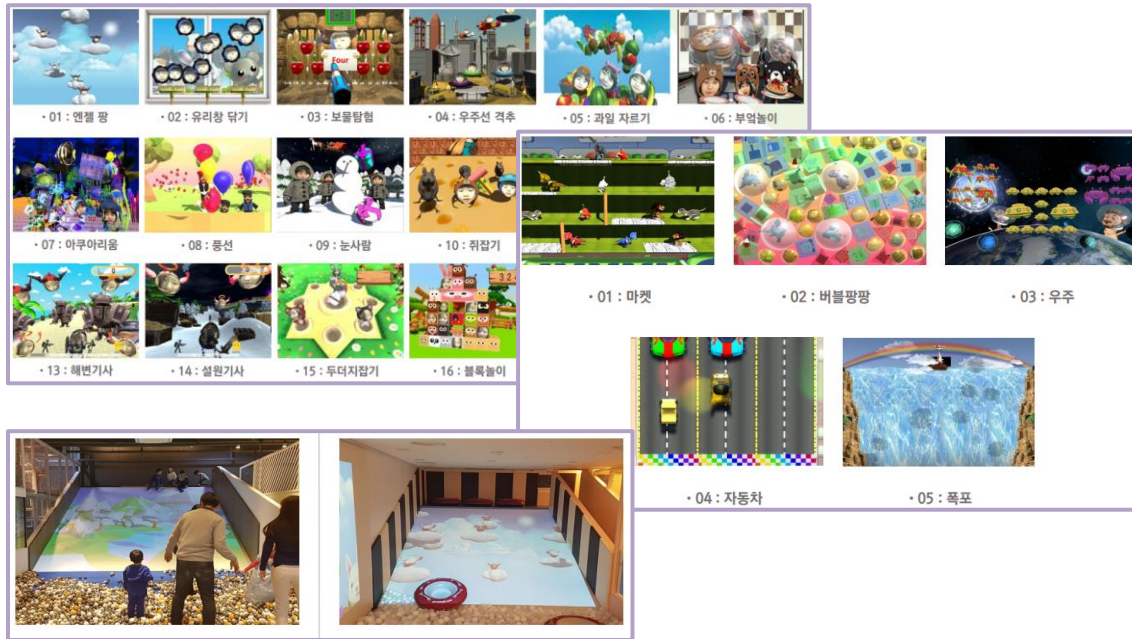 Four
• 01 : 엔젤 팡
• 02 : 유리창 닦기
• 03 : 보물탐험
• 04 : 우주선 격추
• 05 : 과일 자르기
• 06 : 부엌놀이
• 07 : 아쿠아리움
• 08 : 풍선
• 09 : 눈사람
• 10 : 쥐잡기
• 13 : 해변기사
• 14 : 설원기사
• 15 : 두더지잡기
• 16 : 블록놀이
• 01 : 마켓
• 02 : 버블팡팡
• 03 : 우주
• 04 : 자동차
• 05 : 폭포